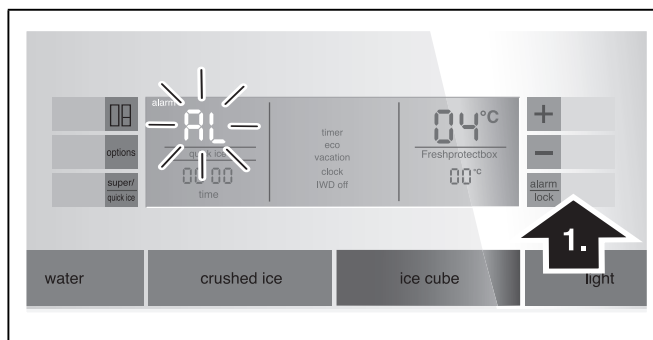 alarm
AL
quick ice
00:00
time
options
super/
quick ice
timer
eco
vacation
clock
IWD off
04°C
Freshprotectbox
00°C
+
−
alarm
lock
1.
water
crushed ice
ice cube
light